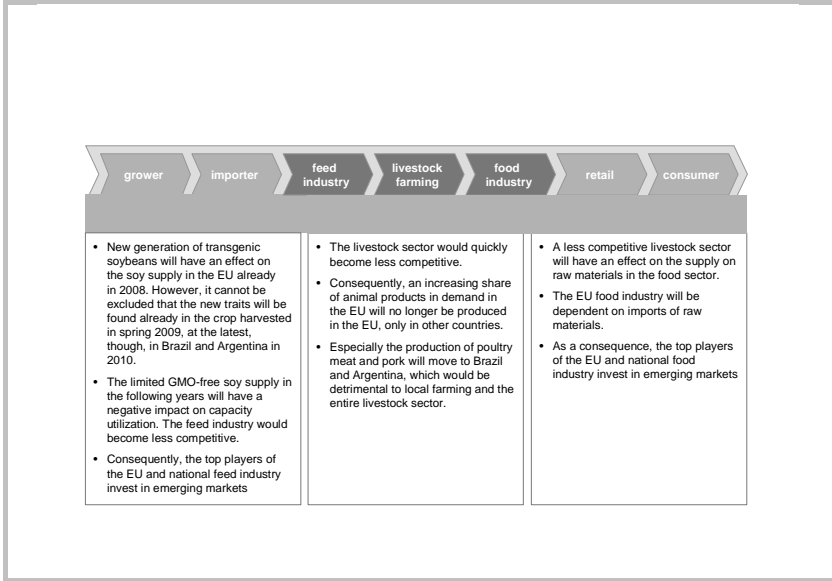 grower
importer
feed
industry
livestock
farming
food
industry
retail
consumer
• New generation of transgenic
soybeans will have an effect on
the soy supply in the EU already
in 2008. However, it cannot be
excluded that the new traits will be
found already in the crop harvested
in spring 2009, at the latest,
though, in Brazil and Argentina in
2010.
• The limited GMO-free soy supply in
the following years will have a
negative impact on capacity
utilization. The feed industry would
become less competitive.
• Consequently, the top players of
the EU and national feed industry
invest in emerging markets
• The livestock sector would quickly
become less competitive.
• Consequently, an increasing share
of animal products in demand in
the EU will no longer be produced
in the EU, only in other countries.
• Especially the production of poultry
meat and pork will move to Brazil
and Argentina, which would be
detrimental to local farming and the
entire livestock sector.
• A less competitive livestock sector
will have an effect on the supply on
raw materials in the food sector.
• The EU food industry will be
dependent on imports of raw
materials.
• As a consequence, the top players
of the EU and national food
industry invest in emerging markets